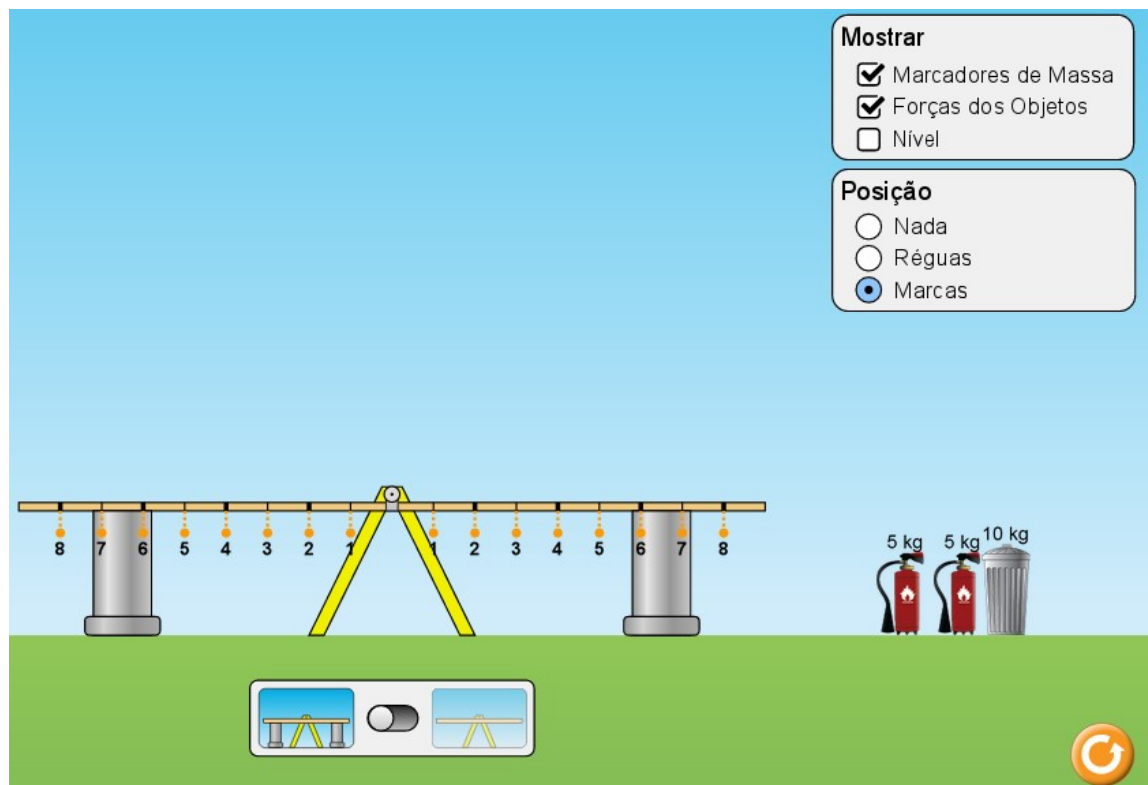 Mostrar
Marcadores de Massa
Forças dos Objetos
Nível
Posição
Nada
Réguas
Marcas
8 7 6 5 4 3 2 1 1 2 3 4 5 6 7 8
5 kg 5 kg 10 kg